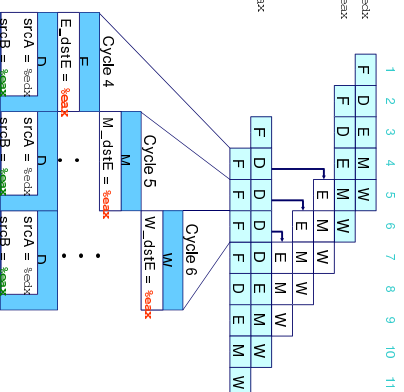 1 2 3 4 5 6 7 8 9 10 11
edx F D E M W
eax F D E M W
E M W
E M W
E M W
ax F D D D D E M W
F F F F D E M W
Cycle 6
W
W_dstE = %eax
Cycle 5
M
M_dstE = %eax
Cycle 4
E
E_dstE = %eax
• • •
• •
D D D
srcA = %edx srcA = %edx srcA = %edx
srcB = %eax srcB = %eax srcB = %eax